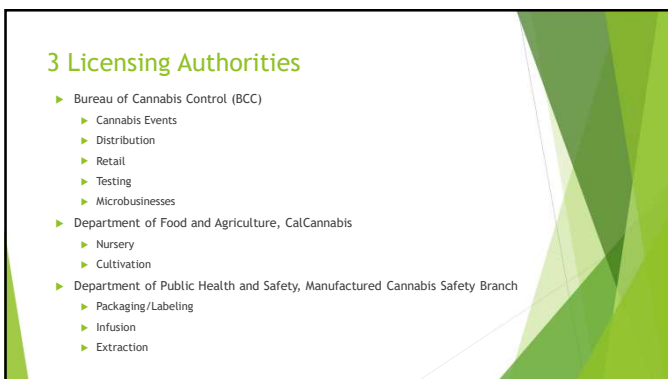 3 Licensing Authorities
Bureau of Cannabis Control (BCC)
Cannabis Events
Distribution
Retail
Testing
Microbusinesses
Department of Food and Agriculture, CalCannabis
Nursery
Cultivation
Department of Public Health and Safety, Manufactured Cannabis Safety Branch
Packaging/Labeling
Infusion
Extraction